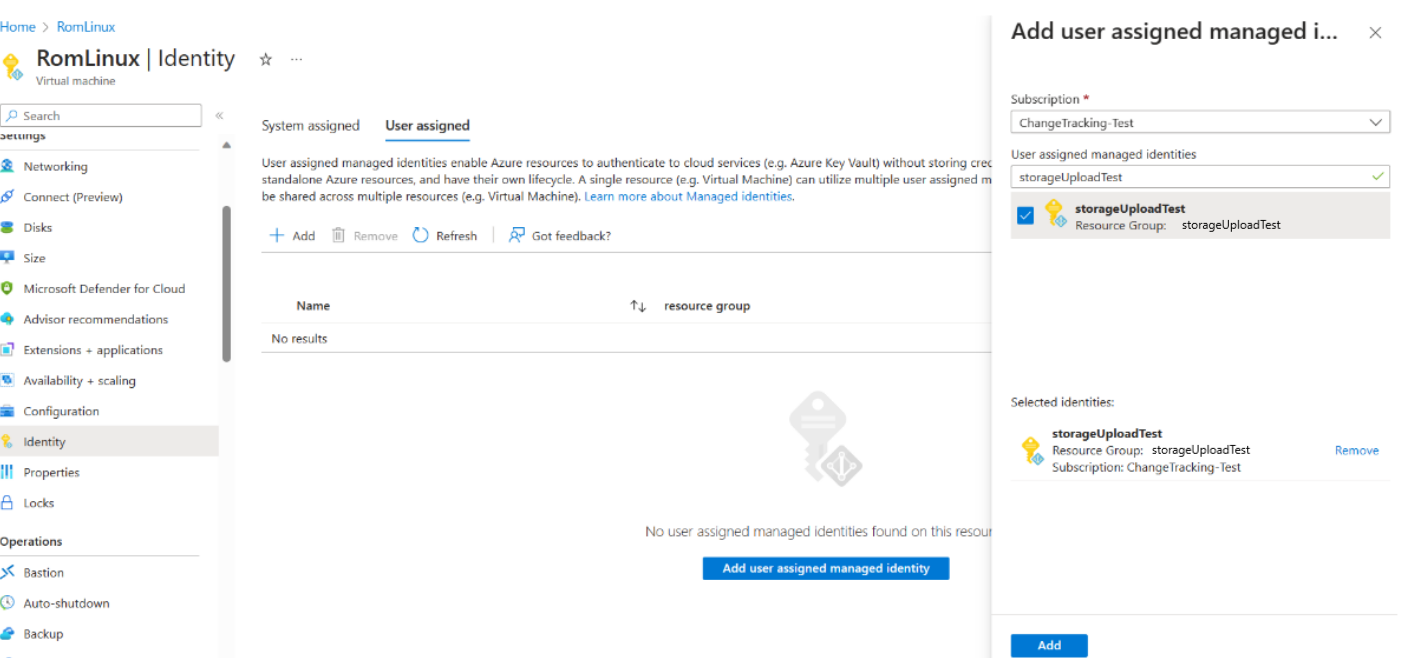 Home > RomLinux
RomLinux | Identity
Virtual machine
Search
Settings
Networking
Connect (Preview)
Disks
Size
Microsoft Defender for Cloud
Advisor recommendations
Extensions + applications
Availability + scaling
Configuration
Identity
Properties
Locks
Operations
Bastion
Auto-shutdown
Backup
System assigned User assigned
User assigned managed identities enable Azure resources to authenticate to cloud services (e.g. Azure Key Vault) without storing cred
standalone Azure resources, and have their own lifecycle. A single resource (e.g. Virtual Machine) can utilize multiple user assigned m
be shared across multiple resources (e.g. Virtual Machine). Learn more about Managed identities.
Add Remove Refresh Got feedback?
Name resource group
No results
No user assigned managed identities found on this resour
Add user assigned managed identity
Add user assigned managed i...
Subscription *
ChangeTracking-Test
User assigned managed identities
storageUploadTest
storageUploadTest
Resource Group: storageUploadTest
Selected identities:
storageUploadTest
Resource Group: storageUploadTest
Remove
Subscription: ChangeTracking-Test
Add